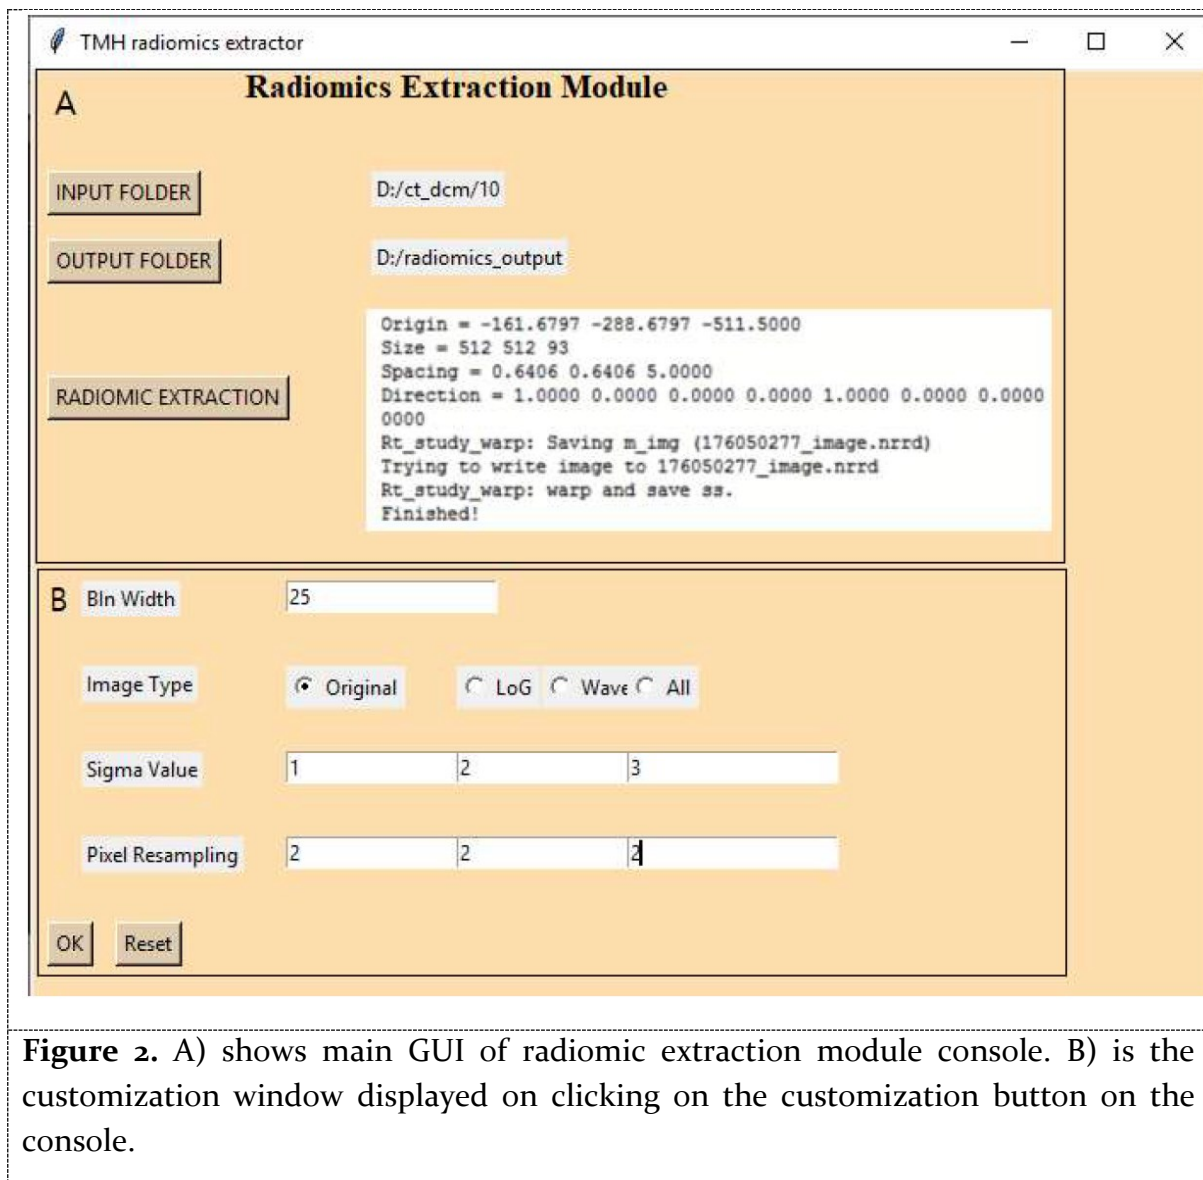 TMH radiomics extractor
A
Radiomics Extraction Module
INPUT FOLDER
D:/ct_dcm/10
OUTPUT FOLDER
D:/radiomics_output
RADIOMIC EXTRACTION
Origin = -161.6797 -288.6797 -511.5000
Size = 512 512 93
Spacing = 0.6406 0.6406 5.0000
Direction = 1.0000 0.0000 0.0000 0.0000 1.0000 0.0000 0.0000
0000
Rt_study_warp: Saving m_img (176050277_image.nrrd)
Trying to write image to 176050277_image.nrrd
Rt_study_warp: warp and save ss.
Finished!
B
BIn Width 25
Image Type Original LoG Wave All
Sigma Value 1 2 3
Pixel Resampling 2 2 2
OK Reset
Figure 2. A) shows main GUI of radiomic extraction module console. B) is the
customization window displayed on clicking on the customization button on the
console.